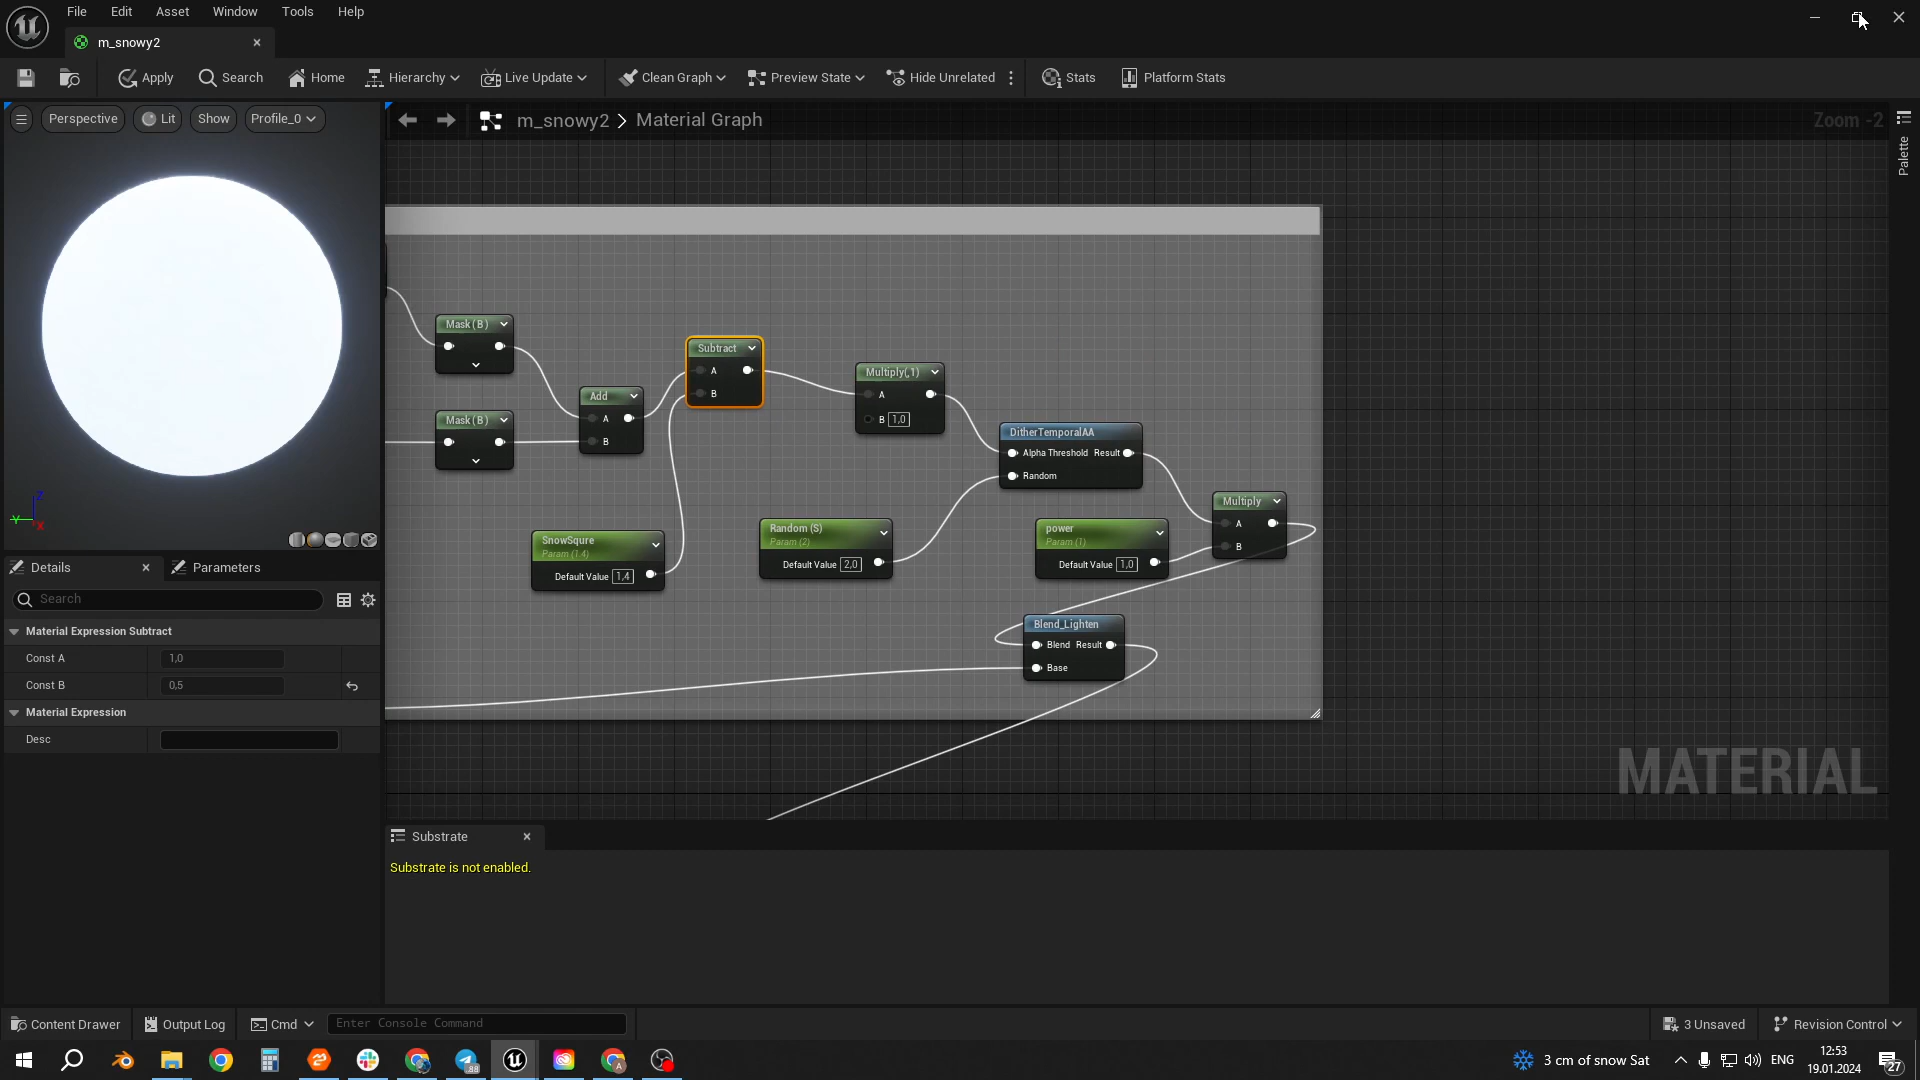 File Edit Asset Window Tools Help
m_snowy2
Apply Search Home Hierarchy Live Update Clean Graph Preview State Hide Unrelated Stats Platform Stats
Perspective Lit Show Profile_0
m_snowy2 > Material Graph
Zoom -2
Palette
Mask ( B )
Mask ( B )
Add
A
B
Subtract
A
B
Multiply(,1)
A
B 1,0
DitherTemporalAA
Alpha Threshold Result
Random
SnowSqure
Param (1.4)
Default Value 1,4
Random (S)
Param (2)
Default Value 2,0
power
Param (1)
Default Value 1,0
Multiply
A
B
Blend_Lighten
Blend Result
Base
MATERIAL
Z
Y
X
Details Parameters
Search
Material Expression Subtract
Const A 1,0
Const B 0,5
Material Expression
Desc
Substrate
Substrate is not enabled.
Content Drawer Output Log Cmd Enter Console Command
3 Unsaved Revision Control
88
A
3 cm of snow Sat
ENG
12:53
19.01.2024
27